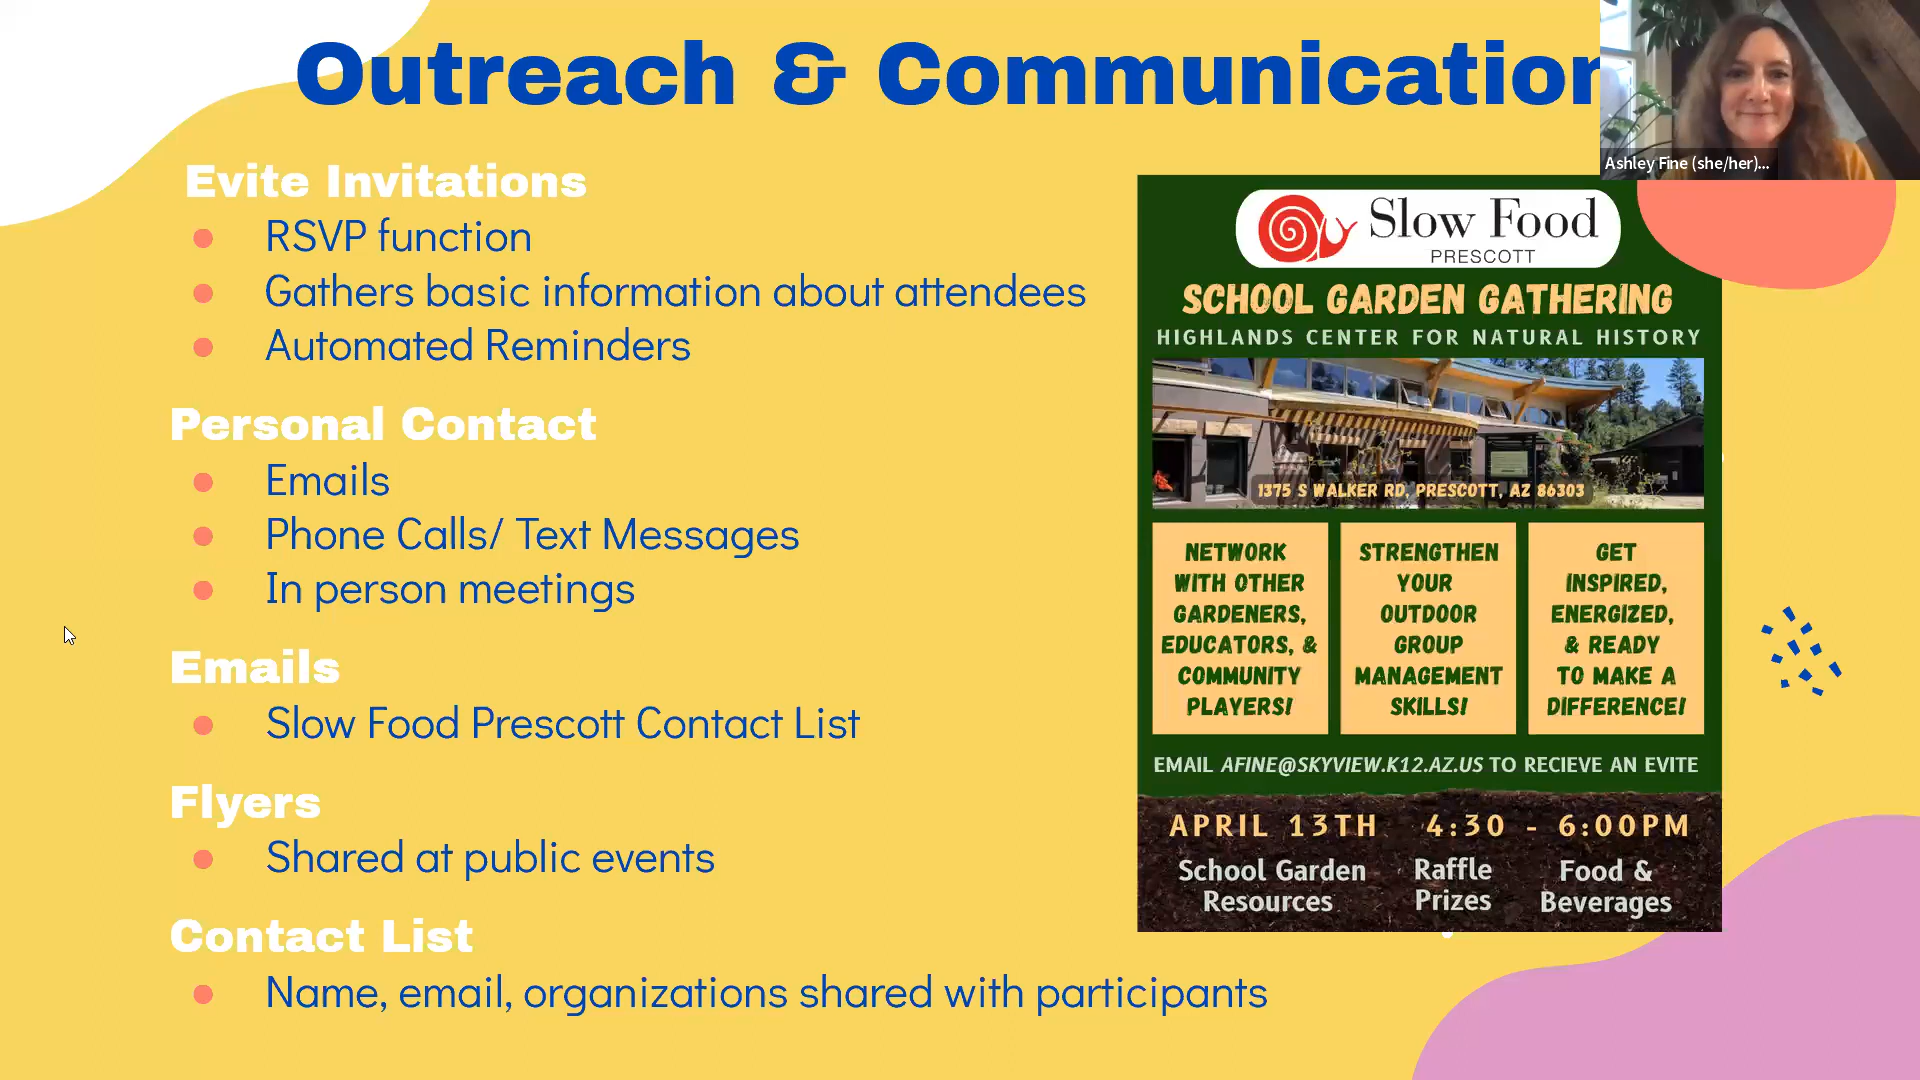 Outreach & Communication
Ashley Fine (she/her)...
Evite Invitations
RSVP function
Gathers basic information about attendees
Automated Reminders
Personal Contact
Emails
Phone Calls/ Text Messages
In person meetings
Emails
Slow Food Prescott Contact List
Flyers
Shared at public events
Contact List
Name, email, organizations shared with participants
Slow Food
PRESCOTT
SCHOOL GARDEN GATHERING
HIGHLANDS CENTER FOR NATURAL HISTORY
1375 S WALKER RD, PRESCOTT, AZ 86303
NETWORK
WITH OTHER
GARDENERS,
EDUCATORS, &
COMMUNITY
PLAYERS!
STRENGTHEN
YOUR
OUTDOOR
GROUP
MANAGEMENT
SKILLS!
GET
INSPIRED,
ENERGIZED,
& READY
TO MAKE A
DIFFERENCE!
EMAIL AFINE@SKYVIEW.K12.AZ.US TO RECIEVE AN EVITE
APRIL 13TH 4:30 - 6:00PM
School Garden
Resources
Raffle
Prizes
Food &
Beverages